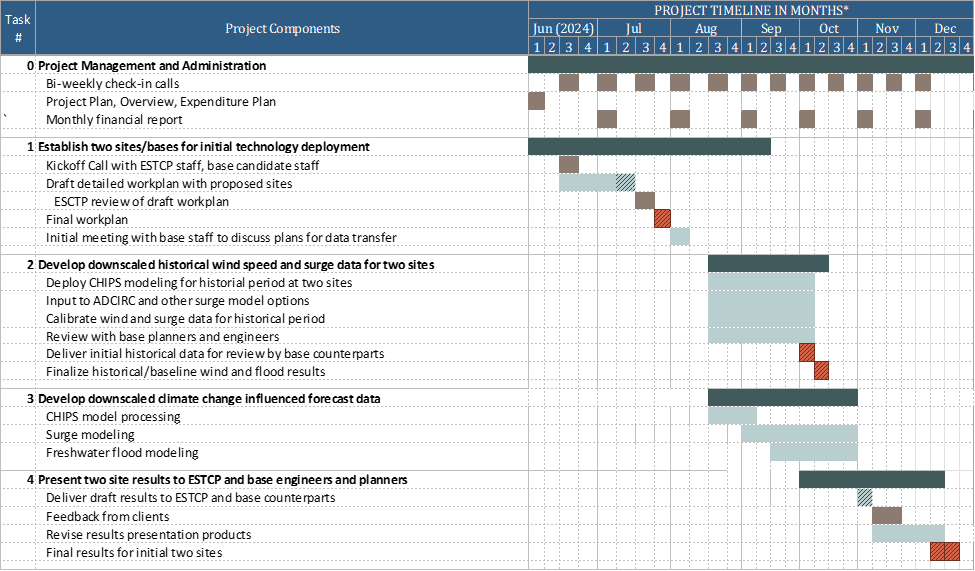 PROJECT TIMELINE IN MONTHS*
Task # Project Components
Jun (2024) Jul Aug Sep Oct Nov Dec
1 2 3 4 1 2 3 4 1 2 3 4 1 2 3 4 1 2 3 4 1 2 3 4 1 2 3 4
0 Project Management and Administration
Bi-weekly check-in calls
Project Plan, Overview, Expenditure Plan
` Monthly financial report
1 Establish two sites/bases for initial technology deployment
Kickoff Call with ESTCP staff, base candidate staff
Draft detailed workplan with proposed sites
ESCTP review of draft workplan
Final workplan
Initial meeting with base staff to discuss plans for data transfer
2 Develop downscaled historical wind speed and surge data for two sites
Deploy CHIPS modeling for historial period at two sites
Input to ADCIRC and other surge model options
Calibrate wind and surge data for historical period
Review with base planners and engineers
Deliver initial historical data for review by base counterparts
Finalize historical/baseline wind and flood results
3 Develop downscaled climate change influenced forecast data
CHIPS model processing
Surge modeling
Freshwater flood modeling
4 Present two site results to ESTCP and base engineers and planners
Deliver draft results to ESTCP and base counterparts
Feedback from clients
Revise results presentation products
Final results for initial two sites